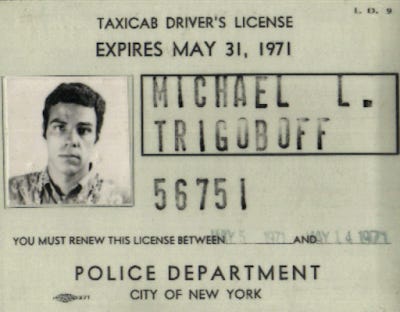 L. D. 9
TAXICAB DRIVER'S LICENSE
EXPIRES MAY 31, 1971
MICHAEL L.
TRIGOBOFF
56751
YOU MUST RENEW THIS LICENSE BETWEEN MAY 5 1971 AND MAY 14 1971
POLICE DEPARTMENT
CITY OF NEW YORK